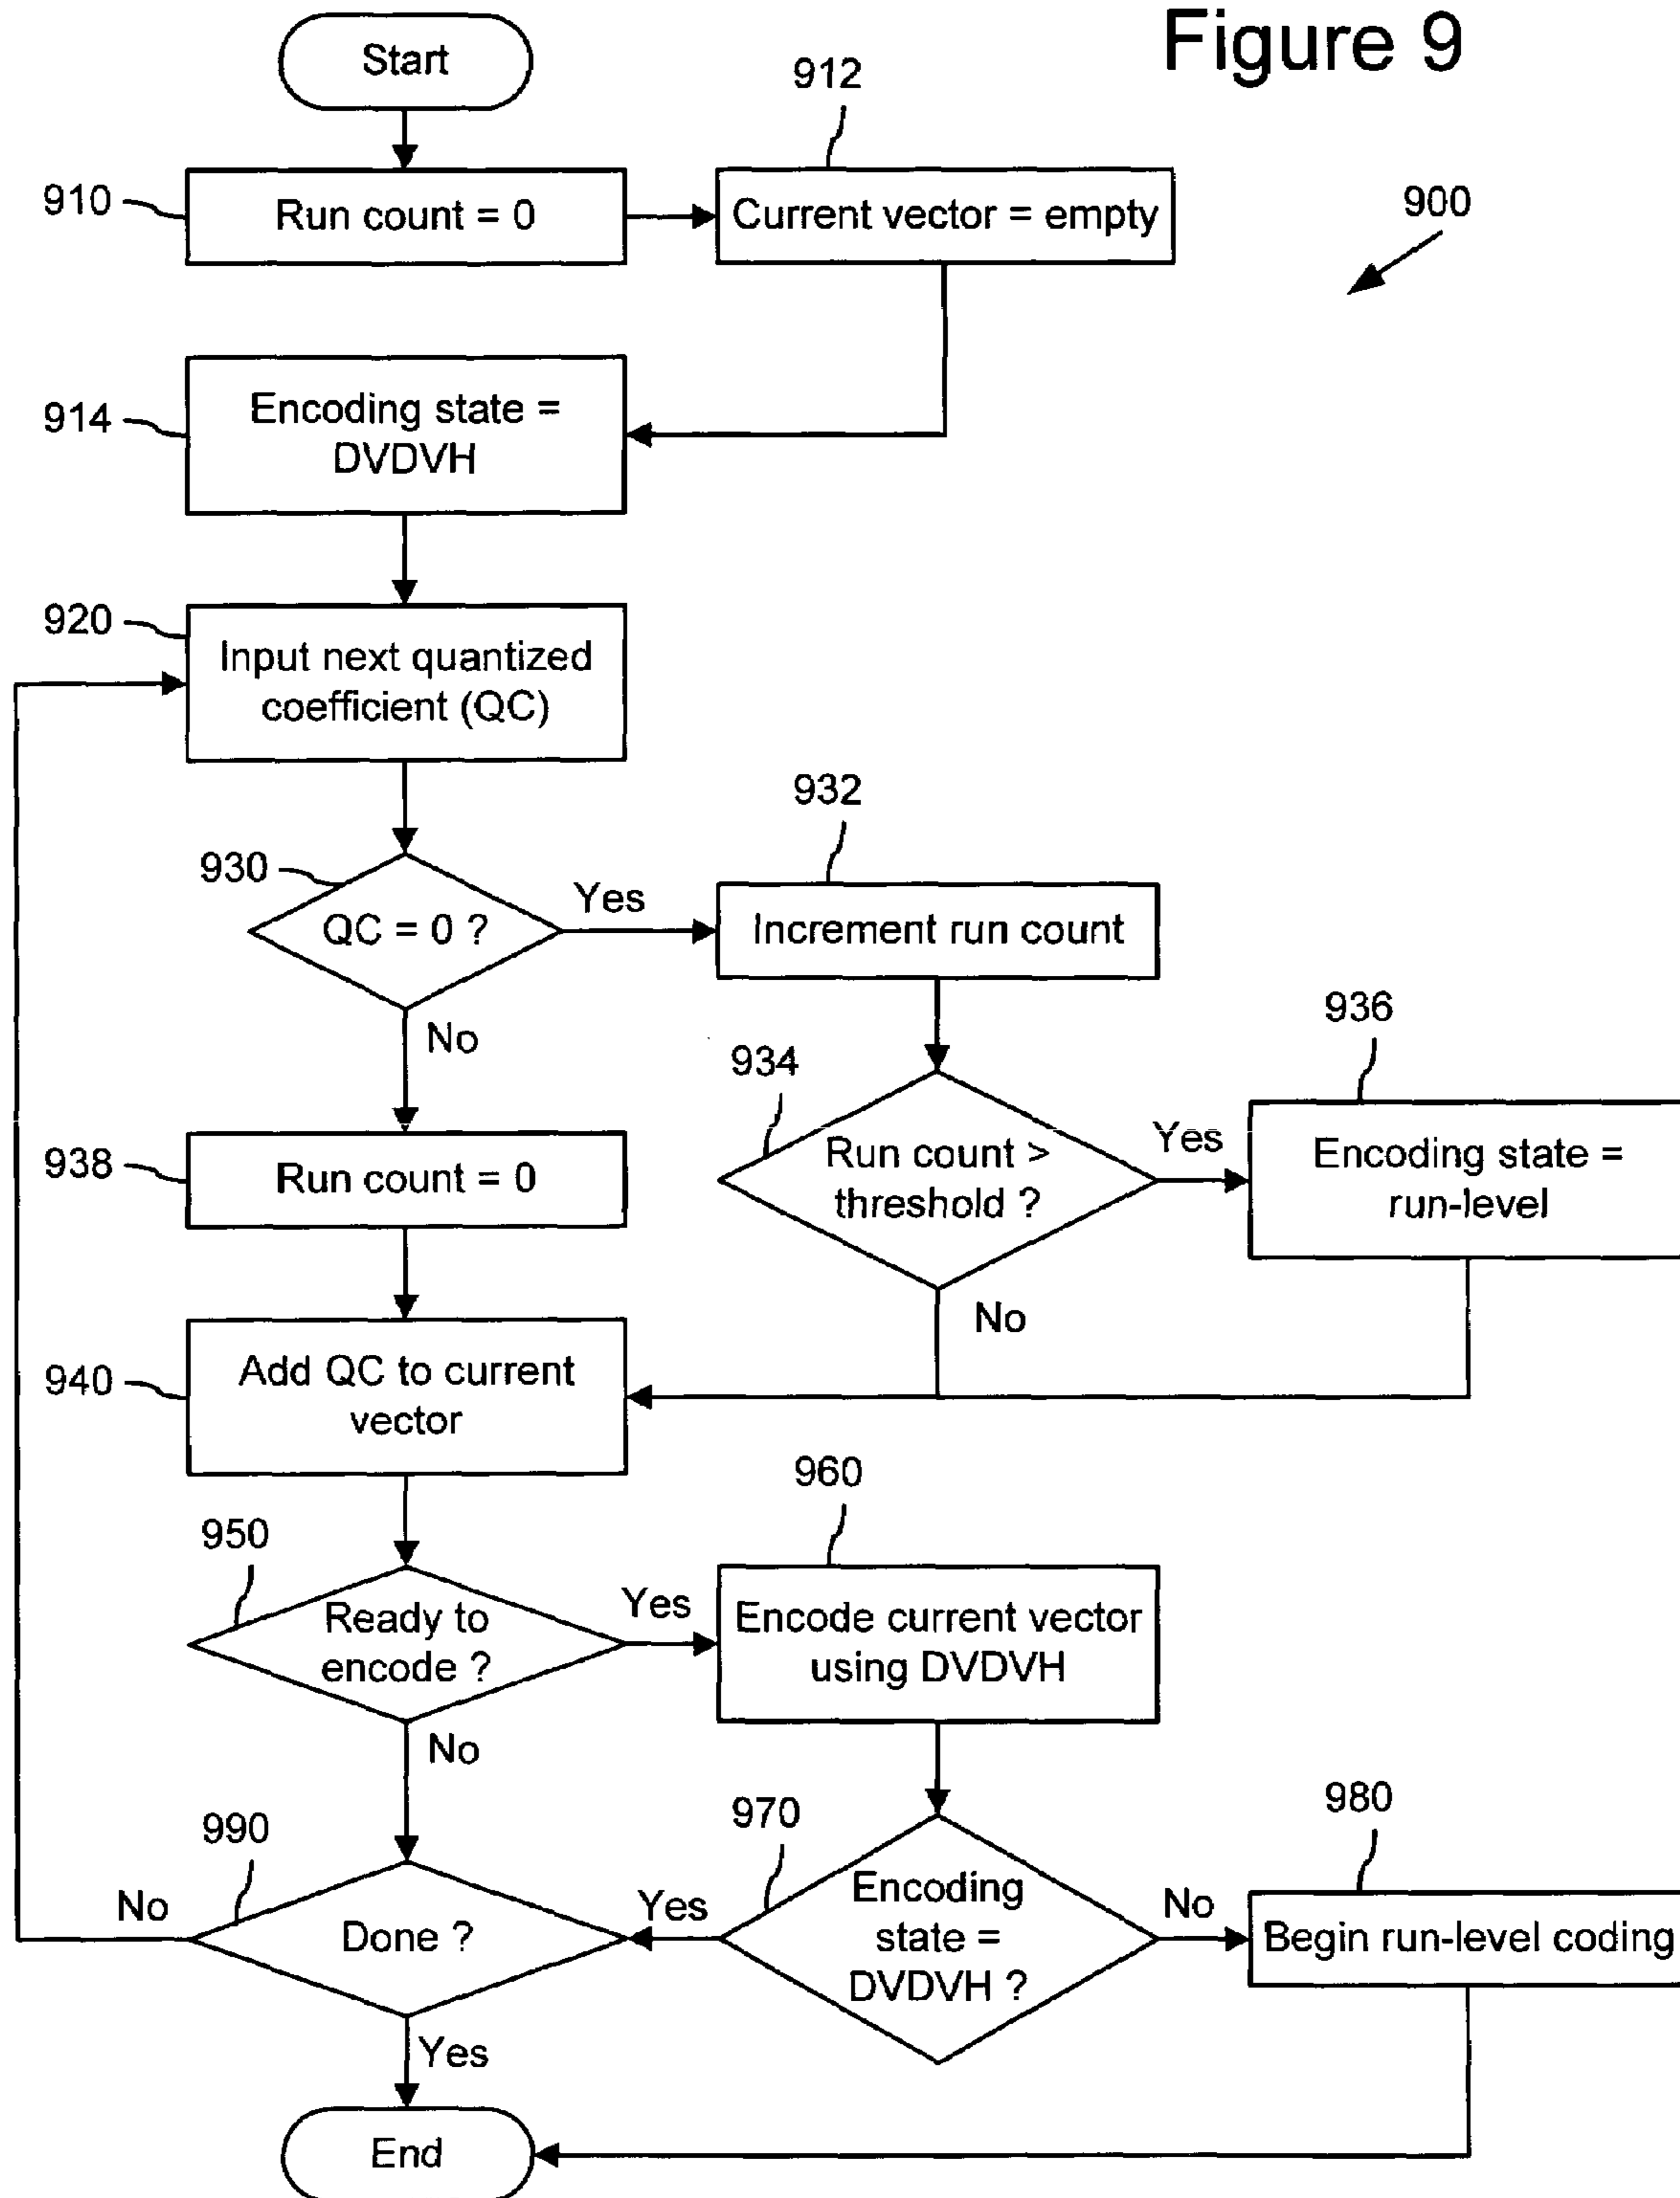 Figure 9
Start
912
910
Run count = 0
Current vector = empty
900
914
Encoding state =
DVDVH
920
Input next quantized
coefficient (QC)
932
930
QC = 0 ?
Yes
Increment run count
No
936
934
938
Run count = 0
Run count >
threshold ?
Yes
Encoding state =
run-level
No
940
Add QC to current
vector
960
950
Ready to
encode ?
Yes
Encode current vector
using DVDVH
No
990
970
980
No
Done ?
Yes
Encoding
state =
DVDVH ?
No
Begin run-level coding
Yes
End